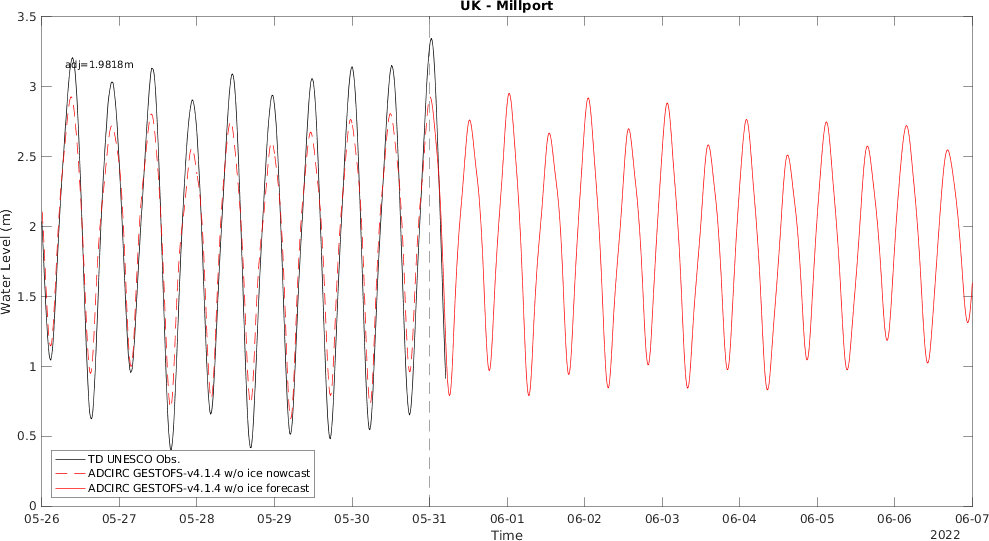 UK - Millport
adj=1.9818m
Water Level (m)
3.5
3
2.5
2
1.5
1
0.5
0
TD UNESCO Obs.
ADCIRC GESTOFS-v4.1.4 w/o ice nowcast
ADCIRC GESTOFS-v4.1.4 w/o ice forecast
05-26 05-27 05-28 05-29 05-30 05-31 06-01 06-02 06-03 06-04 06-05 06-06 06-07
Time
2022